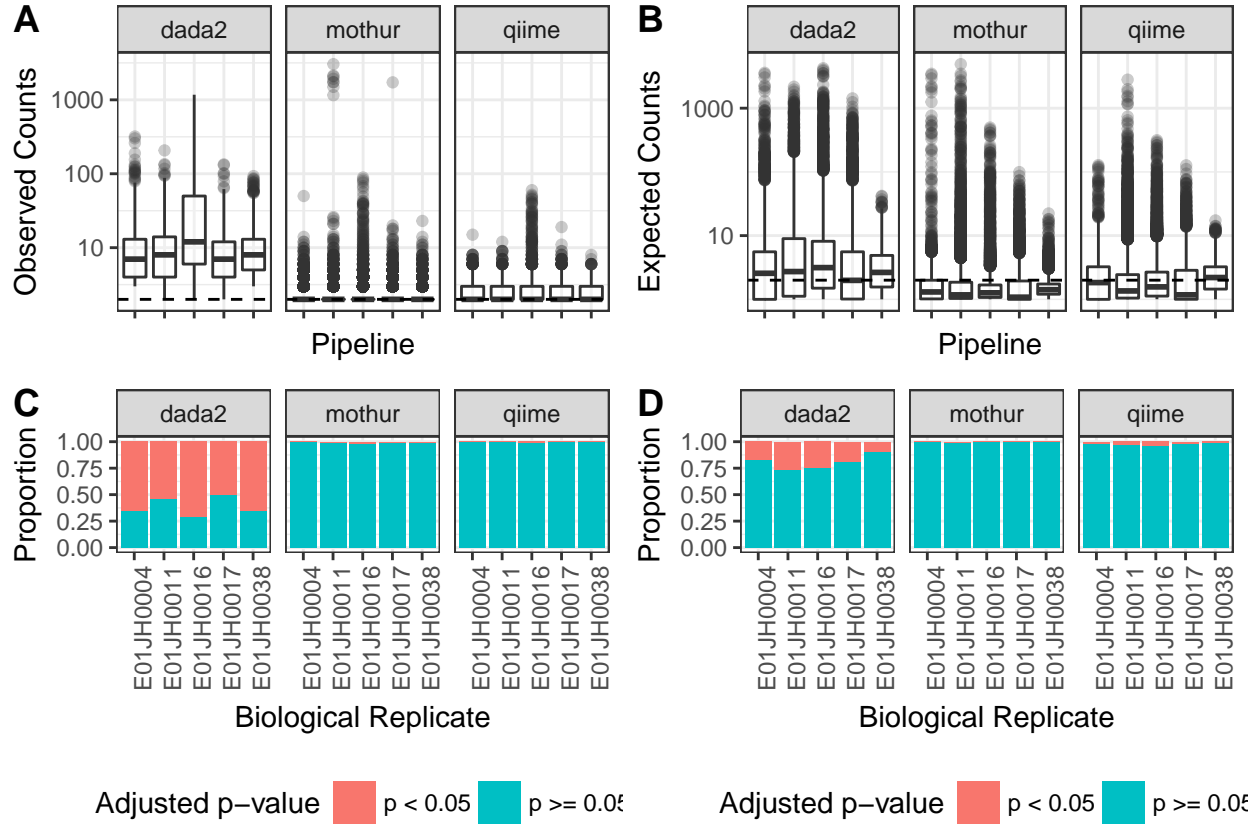 A
dada2 mothur qiime
Observed Counts
1000
100
10
Pipeline
B
dada2 mothur qiime
Expected Counts
1000
10
Pipeline
C
dada2 mothur qiime
Proportion
1.00
0.75
0.50
0.25
0.00
E01JH0004
E01JH0011
E01JH0016
E01JH0017
E01JH0038
E01JH0004
E01JH0011
E01JH0016
E01JH0017
E01JH0038
E01JH0004
E01JH0011
E01JH0016
E01JH0017
E01JH0038
Biological Replicate
Adjusted p−value p < 0.05 p >= 0.05
D
dada2 mothur qiime
Proportion
1.00
0.75
0.50
0.25
0.00
E01JH0004
E01JH0011
E01JH0016
E01JH0017
E01JH0038
E01JH0004
E01JH0011
E01JH0016
E01JH0017
E01JH0038
E01JH0004
E01JH0011
E01JH0016
E01JH0017
E01JH0038
Biological Replicate
Adjusted p−value p < 0.05 p >= 0.05